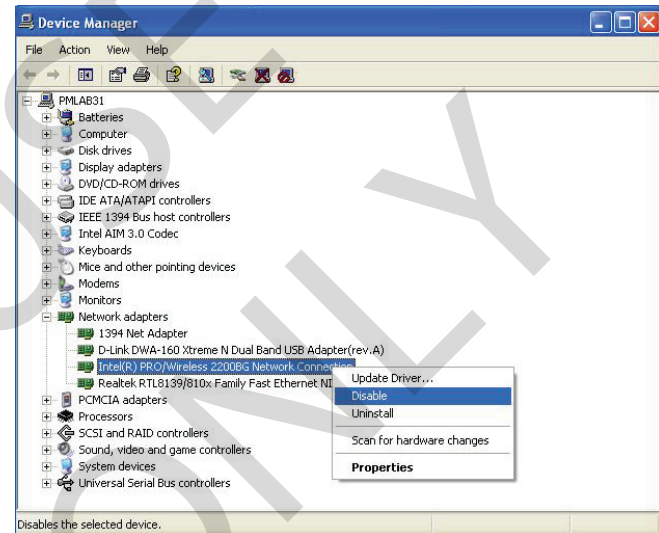 Device Manager
File Action View Help
PMLAB31
Batteries
Computer
Disk drives
Display adapters
DVD/CD-ROM drives
IDE ATA/ATAPI controllers
IEEE 1394 Bus host controllers
Intel AIM 3.0 Codec
Keyboards
Mice and other pointing devices
Modems
Monitors
Network adapters
1394 Net Adapter
D-Link DWA-160 Xtreme N Dual Band USB Adapter(rev.A)
Intel(R) PRO/Wireless 2200BG Network Connection
Realtek RTL8139/810x Family Fast Ethernet NI
Update Driver...
Disable
Uninstall
Scan for hardware changes
Properties
PCMCIA adapters
Processors
SCSI and RAID controllers
Sound, video and game controllers
System devices
Universal Serial Bus controllers
Disables the selected device.
USE
ONLY